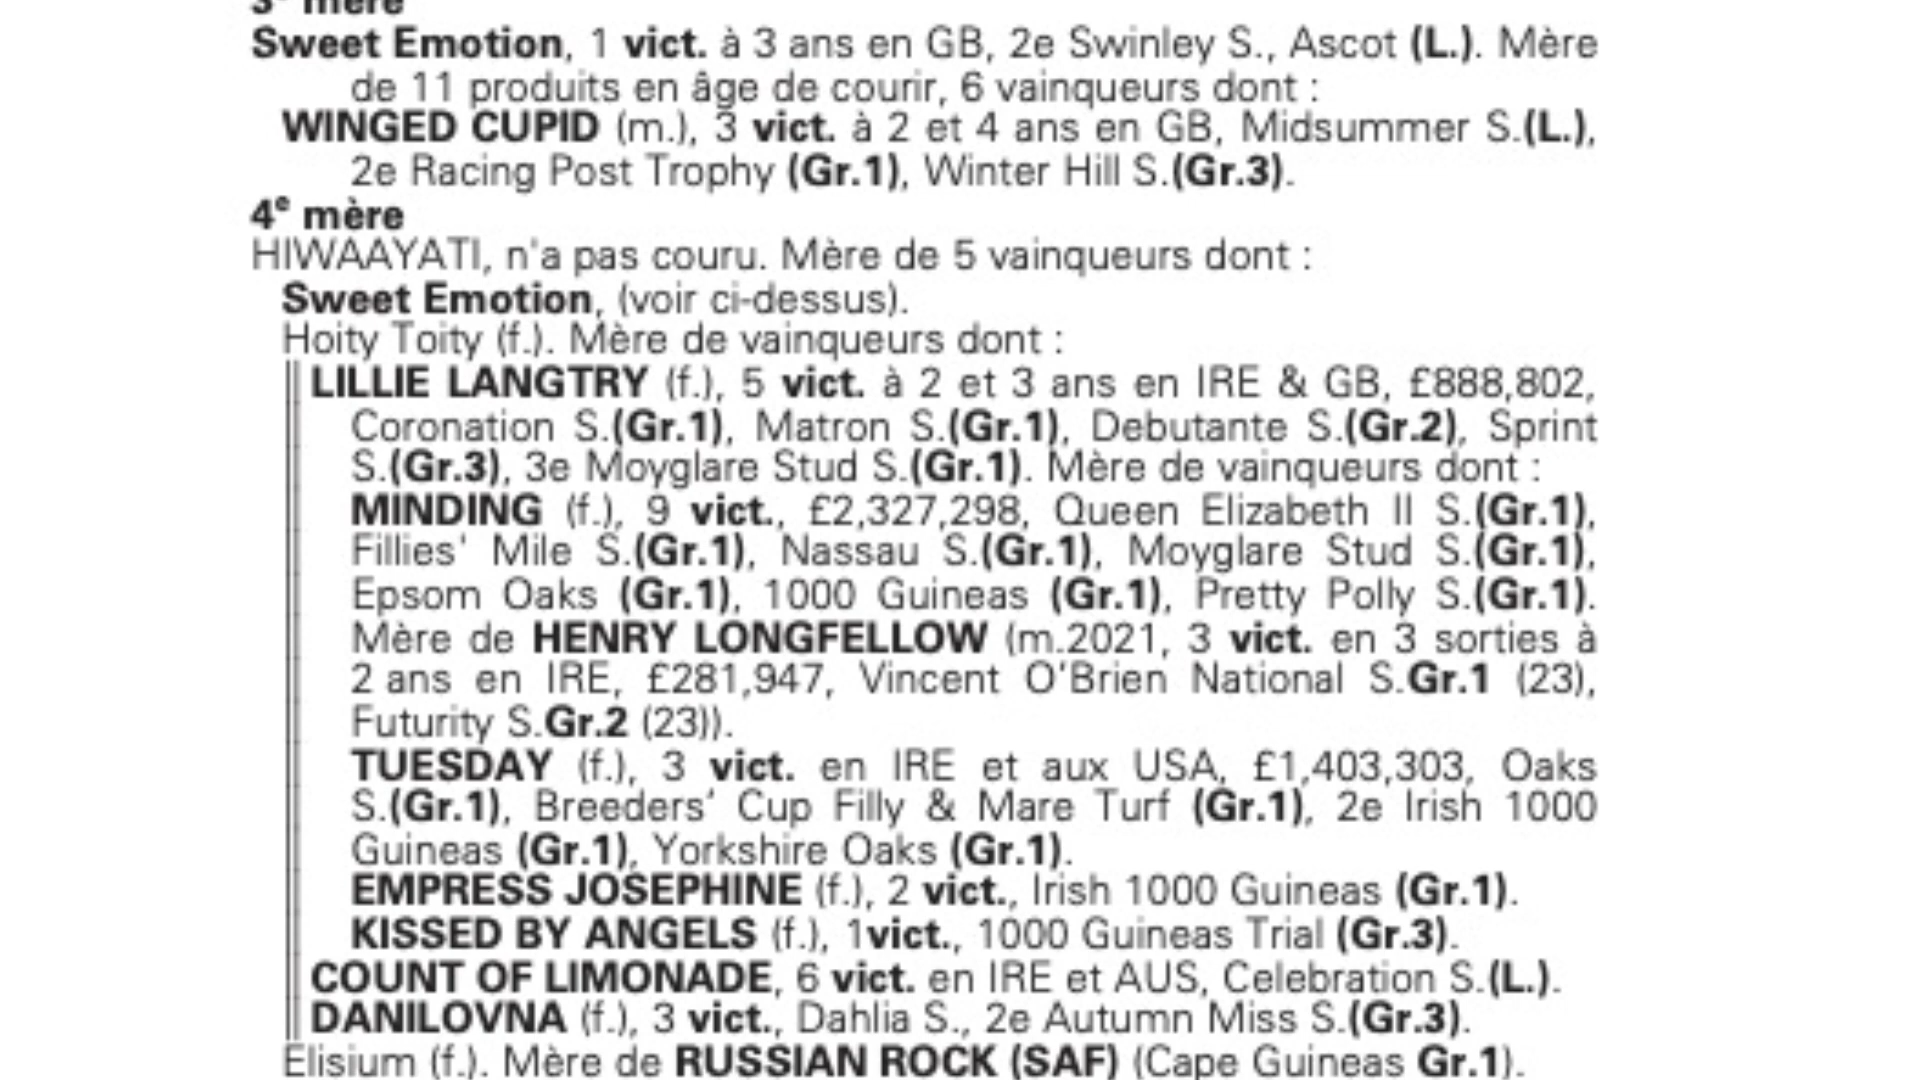 3e mère
Sweet Emotion, 1 vict. à 3 ans en GB, 2e Swinley S., Ascot (L.). Mère
de 11 produits en âge de courir, 6 vainqueurs dont :
WINGED CUPID (m.), 3 vict. à 2 et 4 ans en GB, Midsummer S.(L.),
2e Racing Post Trophy (Gr.1), Winter Hill S.(Gr.3).
4e mère
HIWAAYATI, n'a pas couru. Mère de 5 vainqueurs dont :
Sweet Emotion, (voir ci-dessus).
Hoity Toity (f.). Mère de vainqueurs dont :
LILLIE LANGTRY (f.), 5 vict. à 2 et 3 ans en IRE & GB, £888,802,
Coronation S.(Gr.1), Matron S.(Gr.1), Debutante S.(Gr.2), Sprint
S.(Gr.3), 3e Moyglare Stud S.(Gr.1). Mère de vainqueurs dont :
MINDING (f.), 9 vict., £2,327,298, Queen Elizabeth II S.(Gr.1),
Fillies' Mile S.(Gr.1), Nassau S.(Gr.1), Moyglare Stud S.(Gr.1),
Epsom Oaks (Gr.1), 1000 Guineas (Gr.1), Pretty Polly S.(Gr.1).
Mère de HENRY LONGFELLOW (m.2021, 3 vict. en 3 sorties à
2 ans en IRE, £281,947, Vincent O'Brien National S.Gr.1 (23),
Futurity S.Gr.2 (23)).
TUESDAY (f.), 3 vict. en IRE et aux USA, £1,403,303, Oaks
S.(Gr.1), Breeders' Cup Filly & Mare Turf (Gr.1), 2e Irish 1000
Guineas (Gr.1), Yorkshire Oaks (Gr.1).
EMPRESS JOSEPHINE (f.), 2 vict., Irish 1000 Guineas (Gr.1).
KISSED BY ANGELS (f.), 1vict., 1000 Guineas Trial (Gr.3).
COUNT OF LIMONADE, 6 vict. en IRE et AUS, Celebration S.(L.).
DANILOVNA (f.), 3 vict., Dahlia S., 2e Autumn Miss S.(Gr.3).
Elisium (f.). Mère de RUSSIAN ROCK (SAF) (Cape Guineas Gr.1).